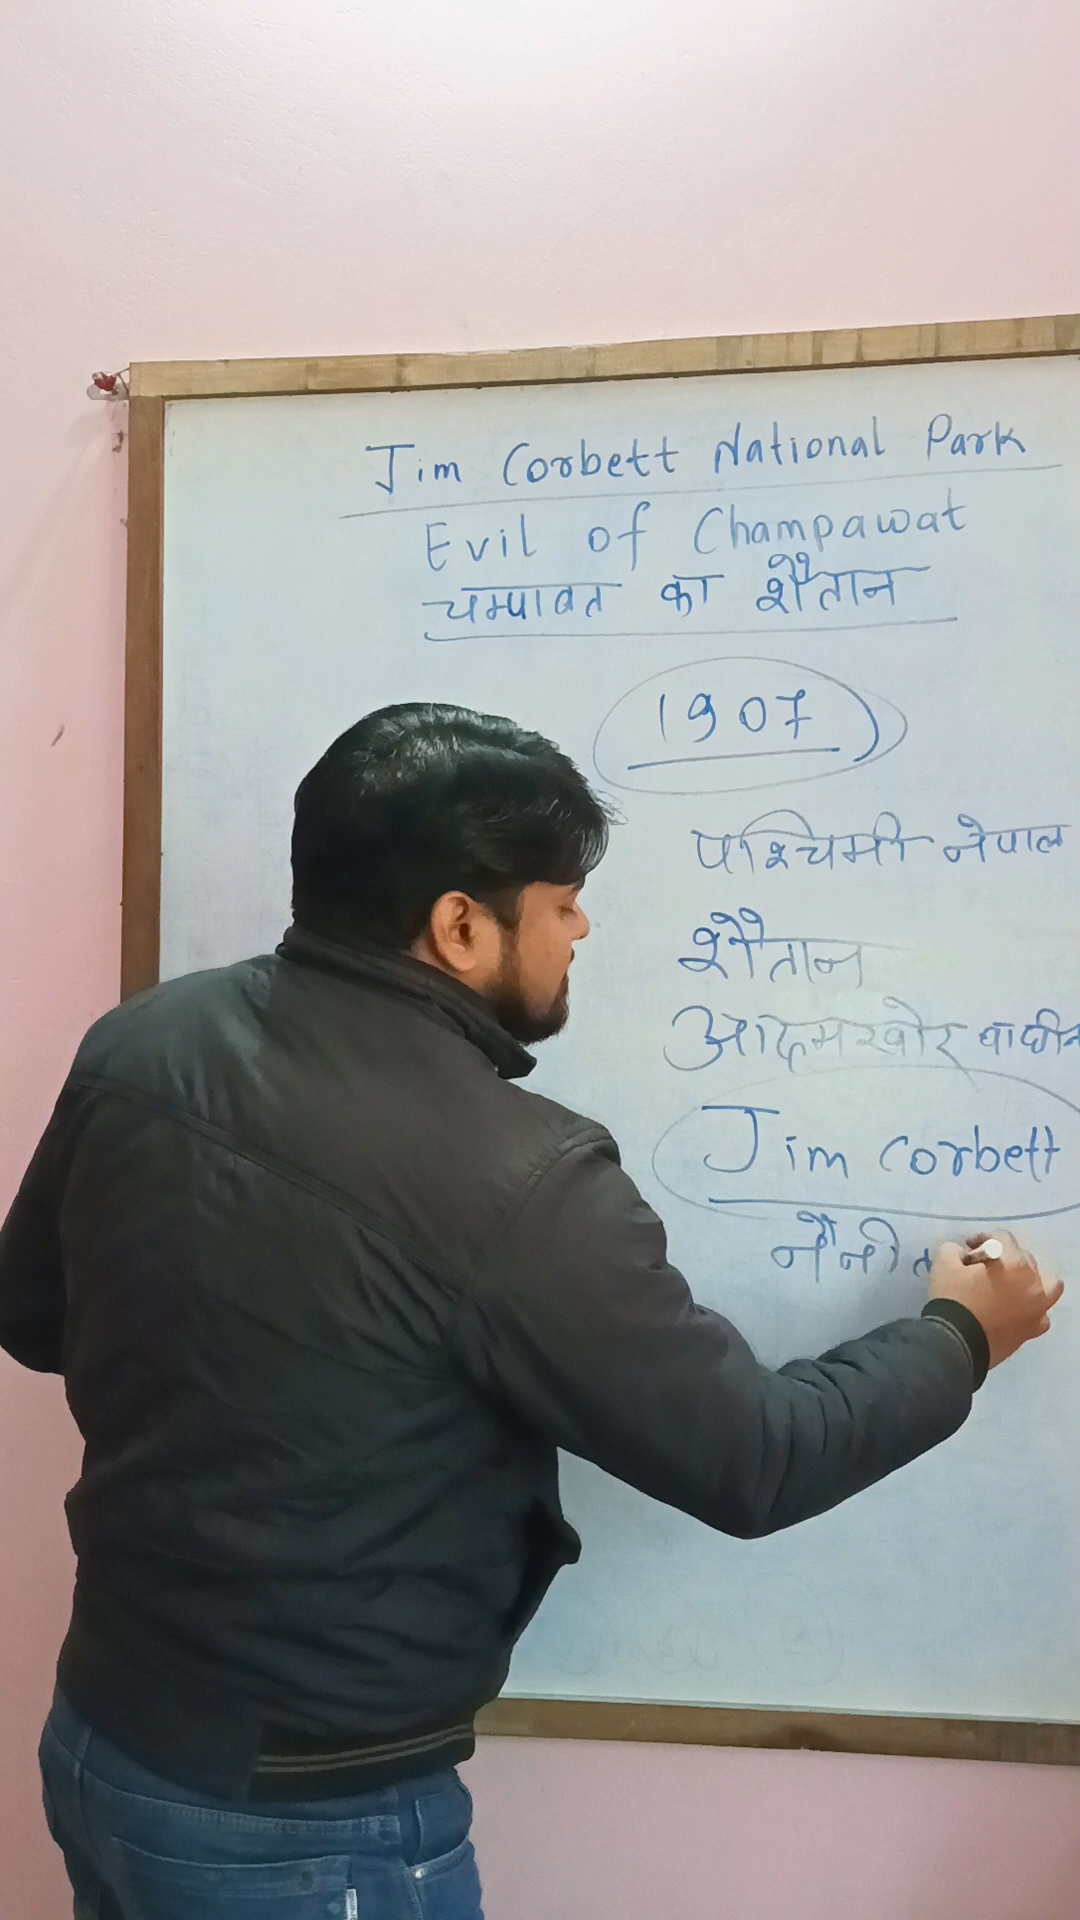 Jim Corbett National Park
Evil of Champawat
चम्पावत का शैतान
1907
पश्चिमी नेपाल
शैतान
आदमखोर बाघीन
Jim Corbett
नैनीत